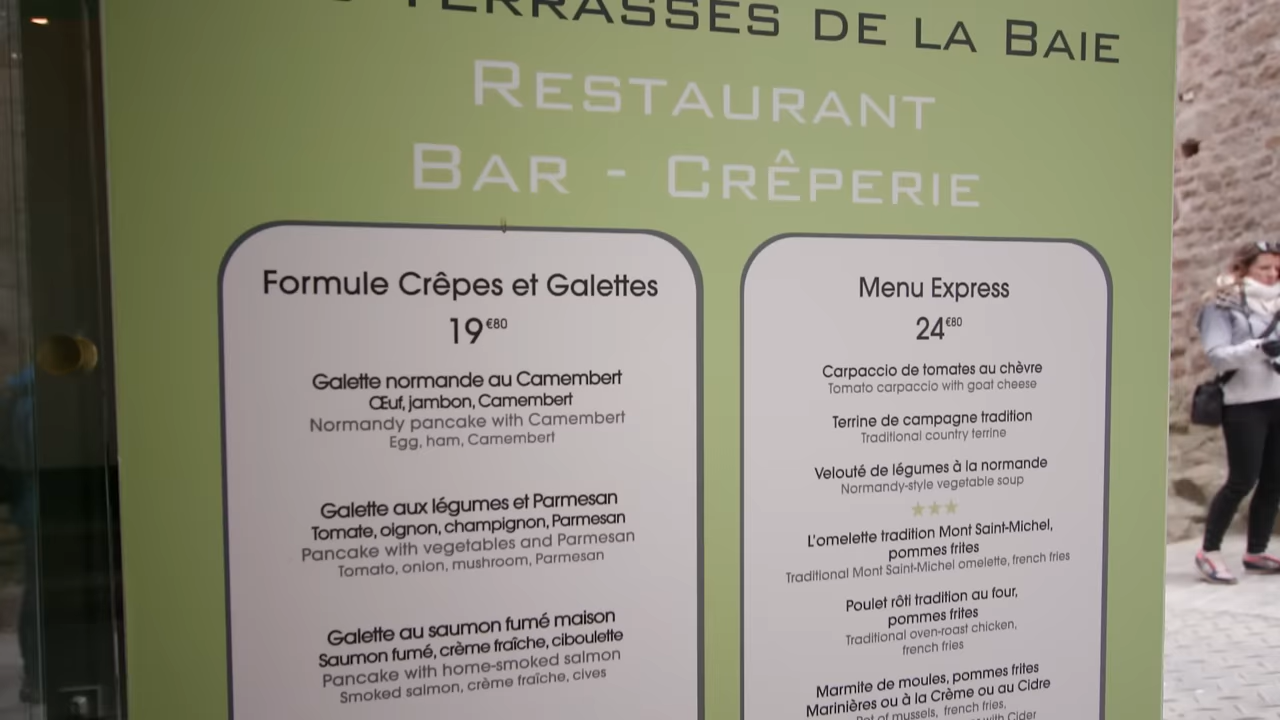 TERRASSES DE LA BAIE
RESTAURANT
BAR - CRÊPERIE
Formule Crêpes et Galettes
19€80
Galette normande au Camembert
Œuf, jambon, Camembert
Normandy pancake with Camembert
Egg, ham, Camembert
Galette aux légumes et Parmesan
Tomate, oignon, champignon, Parmesan
Pancake with vegetables and Parmesan
Tomato, onion, mushroom, Parmesan
Galette au saumon fumé maison
Saumon fumé, crème fraîche, ciboulette
Pancake with home-smoked salmon
Smoked salmon, crème fraîche, cives
Menu Express
24€80
Carpaccio de tomates au chèvre
Tomato carpaccio with goat cheese
Terrine de campagne tradition
Traditional country terrine
Velouté de légumes à la normande
Normandy-style vegetable soup
L'omelette tradition Mont Saint-Michel,
pommes frites
Traditional Mont Saint-Michel omelette, french fries
Poulet rôti tradition au four,
pommes frites
Traditional oven-roast chicken,
french fries
Marmite de moules, pommes frites
Marinières ou à la Crème ou au Cidre
Pot of mussels, french fries,
with Cider